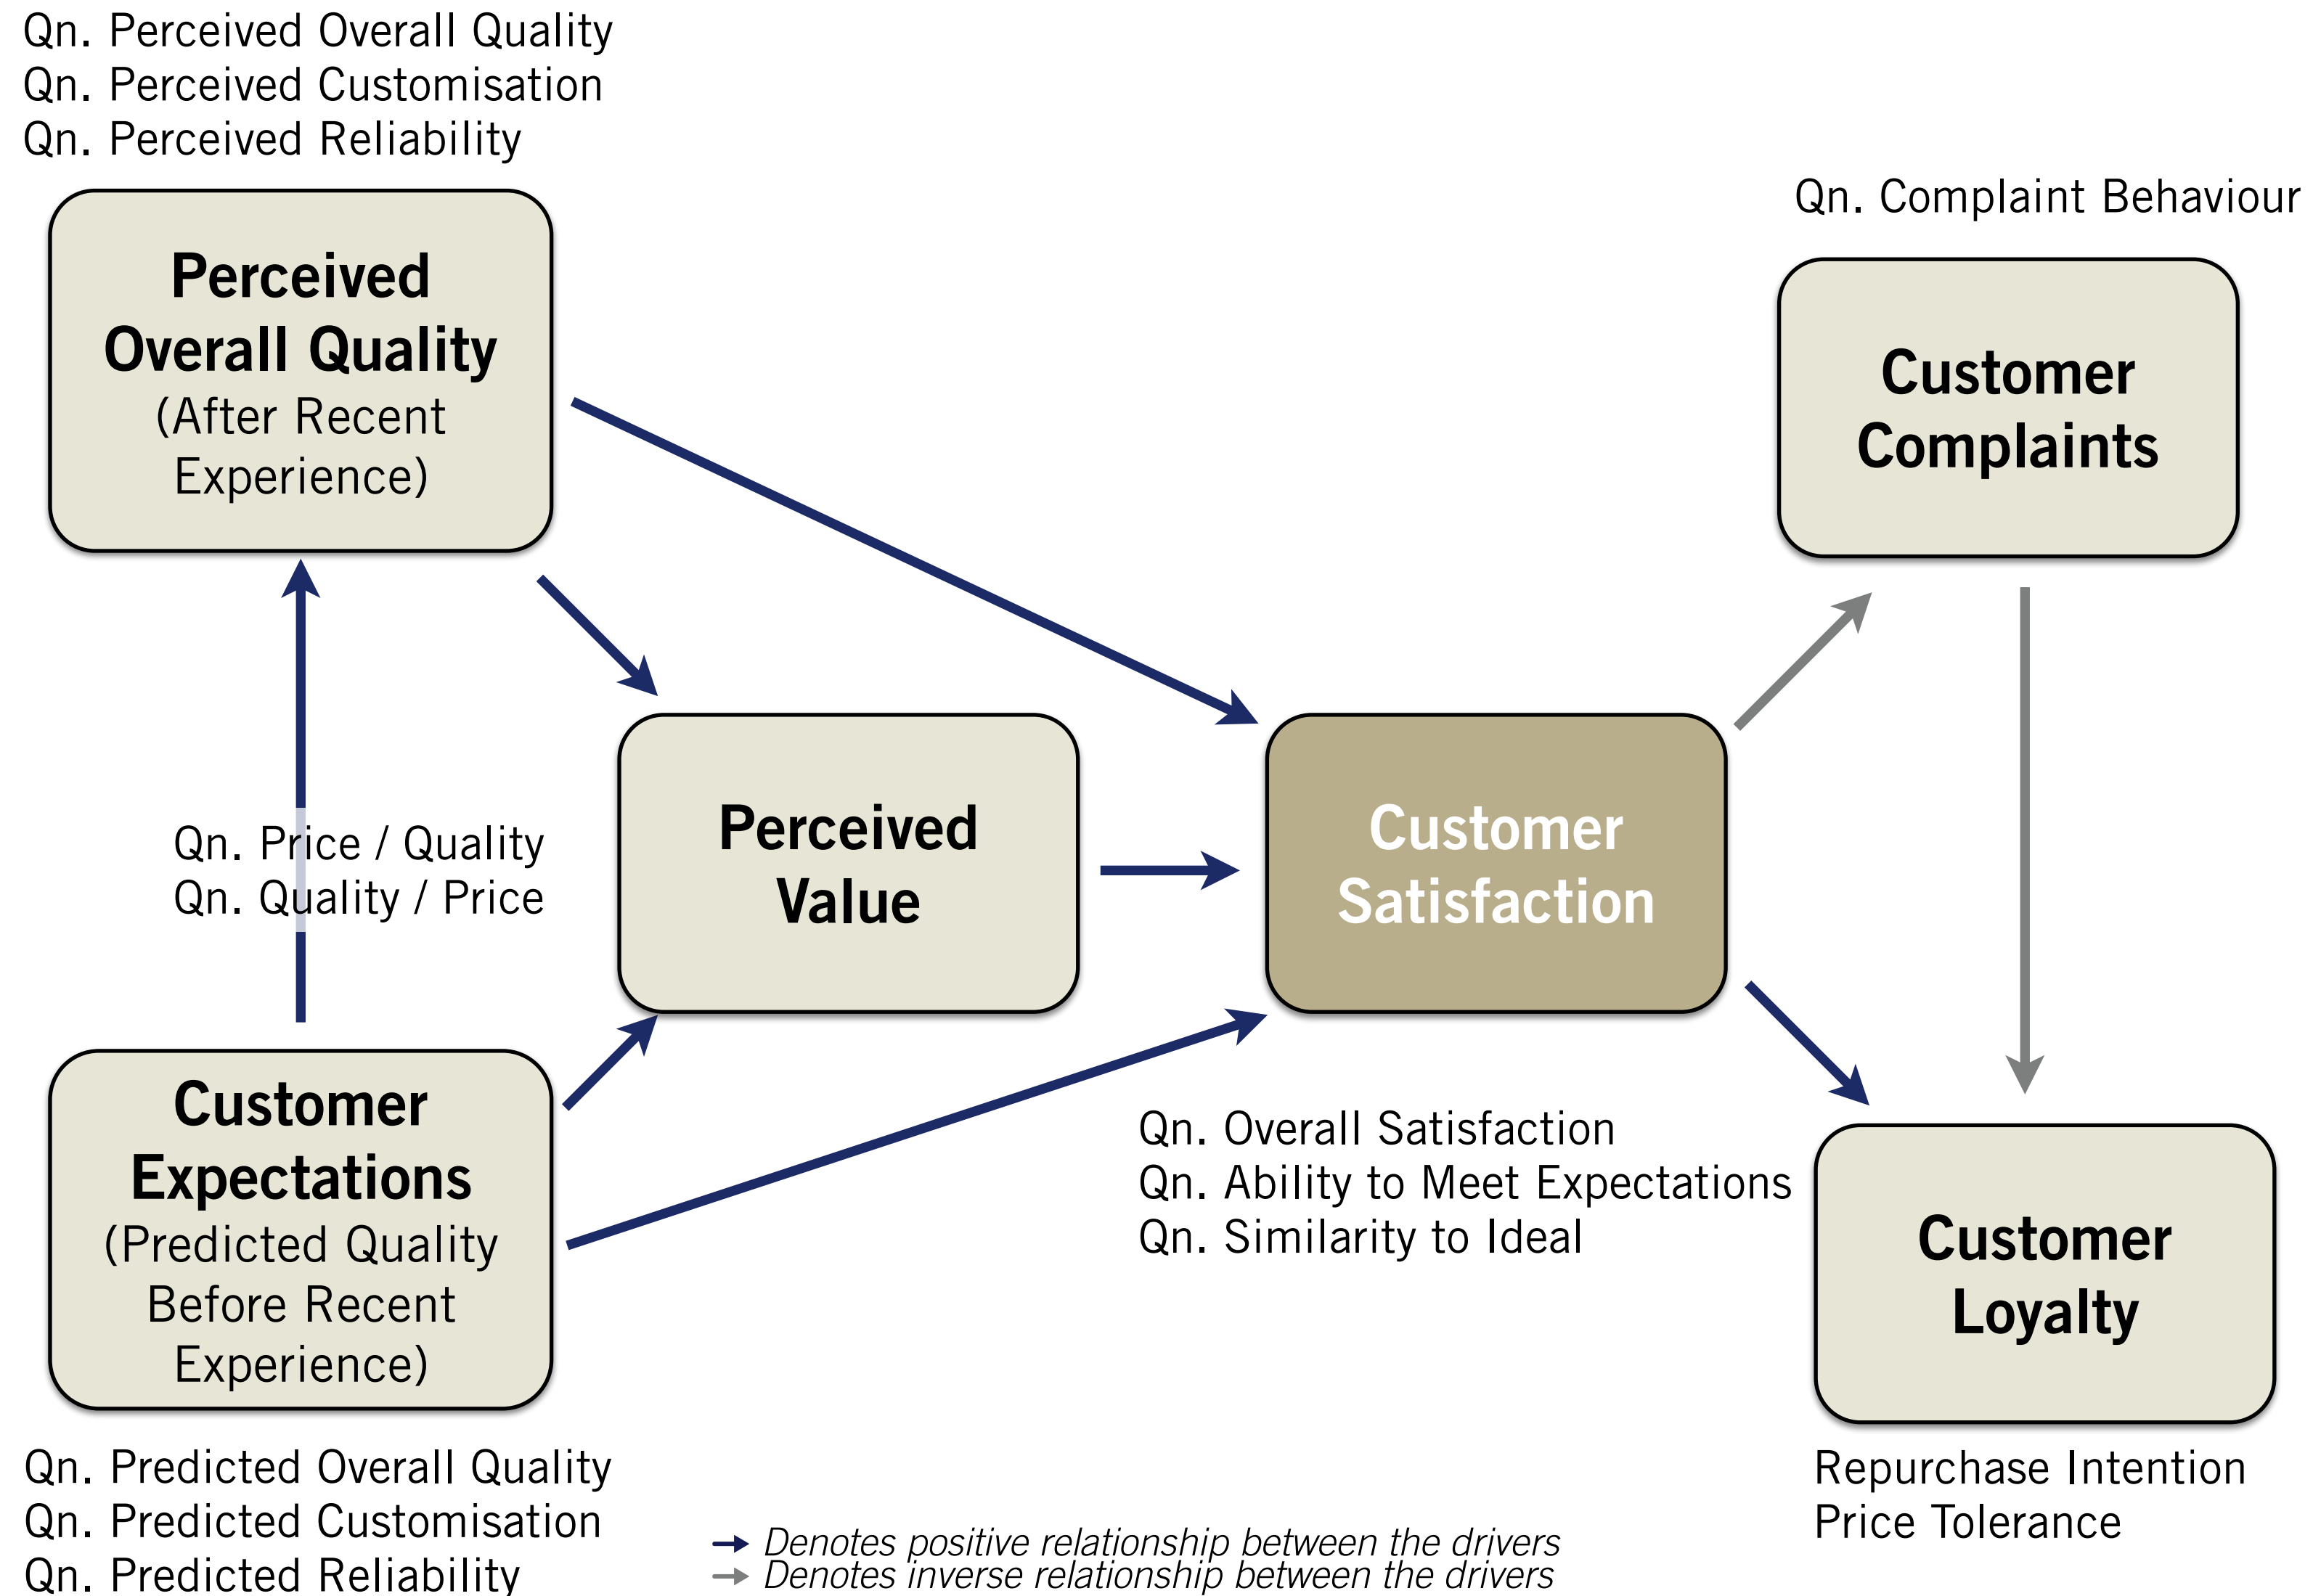 Qn. Perceived Overall Quality
Qn. Perceived Customisation
Qn. Perceived Reliability
Perceived
Overall Quality
(After Recent
Experience)
Qn. Complaint Behaviour
Customer
Complaints
Qn. Price / Quality
Qn. Quality / Price
Perceived
Value
Customer
Satisfaction
Customer
Expectations
(Predicted Quality
Before Recent
Experience)
Qn. Overall Satisfaction
Qn. Ability to Meet Expectations
Qn. Similarity to Ideal
Customer
Loyalty
Qn. Predicted Overall Quality
Qn. Predicted Customisation
Qn. Predicted Reliability
Repurchase Intention
Price Tolerance
Denotes positive relationship between the drivers
Denotes inverse relationship between the drivers